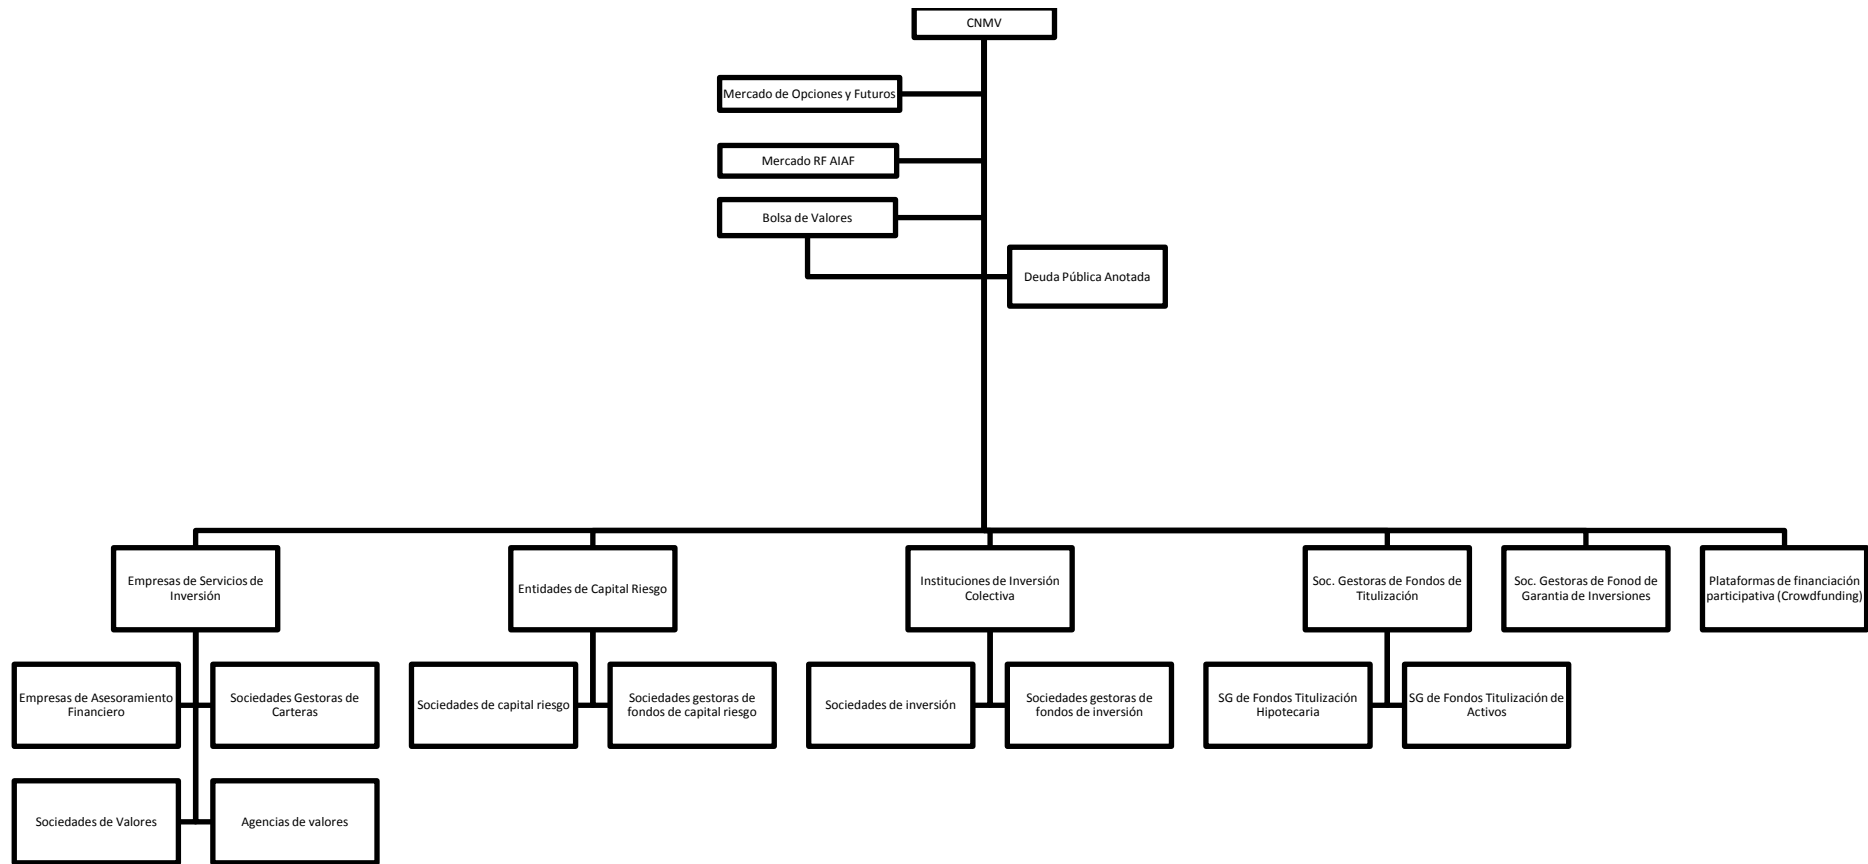 CNMV
Mercado de Opciones y Futuros
Mercado RF AIAF
Bolsa de Valores
Deuda Pública Anotada
Empresas de Servicios de
Inversión
Entidades de Capital Riesgo
Instituciones de Inversión
Colectiva
Soc. Gestoras de Fondos de
Titulización
Soc. Gestoras de Fonod de
Garantia de Inversiones
Plataformas de financiación
participativa (Crowdfunding)
Empresas de Asesoramiento
Financiero
Sociedades Gestoras de
Carteras
Sociedades de capital riesgo
Sociedades gestoras de
fondos de capital riesgo
Sociedades de inversión
Sociedades gestoras de
fondos de inversión
SG de Fondos Titulización
Hipotecaria
SG de Fondos Titulización de
Activos
Sociedades de Valores
Agencias de valores